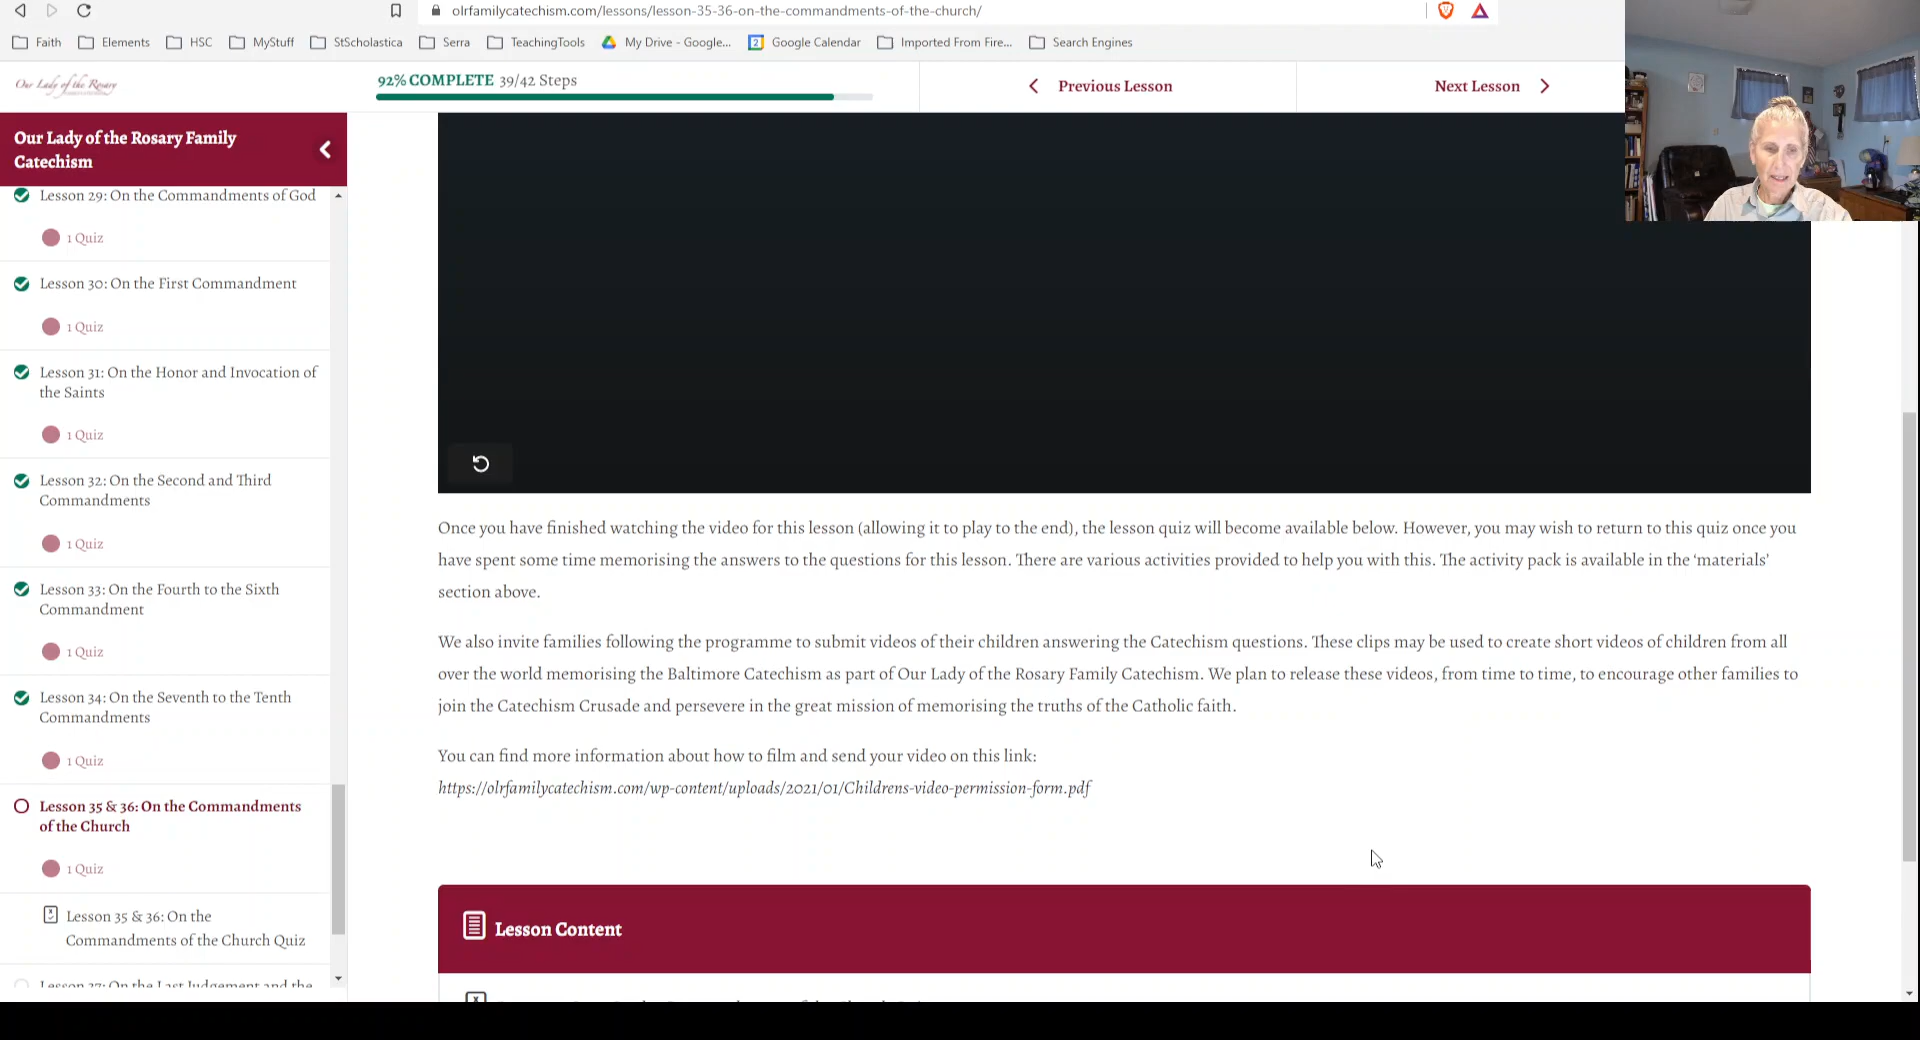 olrfamilycatechism.com/lessons/lesson-35-36-on-the-commandments-of-the-church/
Faith
Elements
HSC
MyStuff
StScholastica
Serra
TeachingTools
My Drive - Google...
2
Google Calendar
Imported From Fire...
Search Engines
Our Lady of the Rosary
92% COMPLETE 39/42 Steps
Previous Lesson
Next Lesson
Our Lady of the Rosary Family
Catechism
Lesson 29: On the Commandments of God
1 Quiz
Lesson 30: On the First Commandment
1 Quiz
Lesson 31: On the Honor and Invocation of
the Saints
1 Quiz
Lesson 32: On the Second and Third
Commandments
1 Quiz
Lesson 33: On the Fourth to the Sixth
Commandment
1 Quiz
Lesson 34: On the Seventh to the Tenth
Commandments
1 Quiz
Lesson 35 & 36: On the Commandments
of the Church
1 Quiz
Lesson 35 & 36: On the
Commandments of the Church Quiz
Lesson 37: On the Last Judgement and the
Once you have finished watching the video for this lesson (allowing it to play to the end), the lesson quiz will become available below. However, you may wish to return to this quiz once you
have spent some time memorising the answers to the questions for this lesson. There are various activities provided to help you with this. The activity pack is available in the ‘materials’
section above.
We also invite families following the programme to submit videos of their children answering the Catechism questions. These clips may be used to create short videos of children from all
over the world memorising the Baltimore Catechism as part of Our Lady of the Rosary Family Catechism. We plan to release these videos, from time to time, to encourage other families to
join the Catechism Crusade and persevere in the great mission of memorising the truths of the Catholic faith.
You can find more information about how to film and send your video on this link:
https://olrfamilycatechism.com/wp-content/uploads/2021/01/Childrens-video-permission-form.pdf
Lesson Content